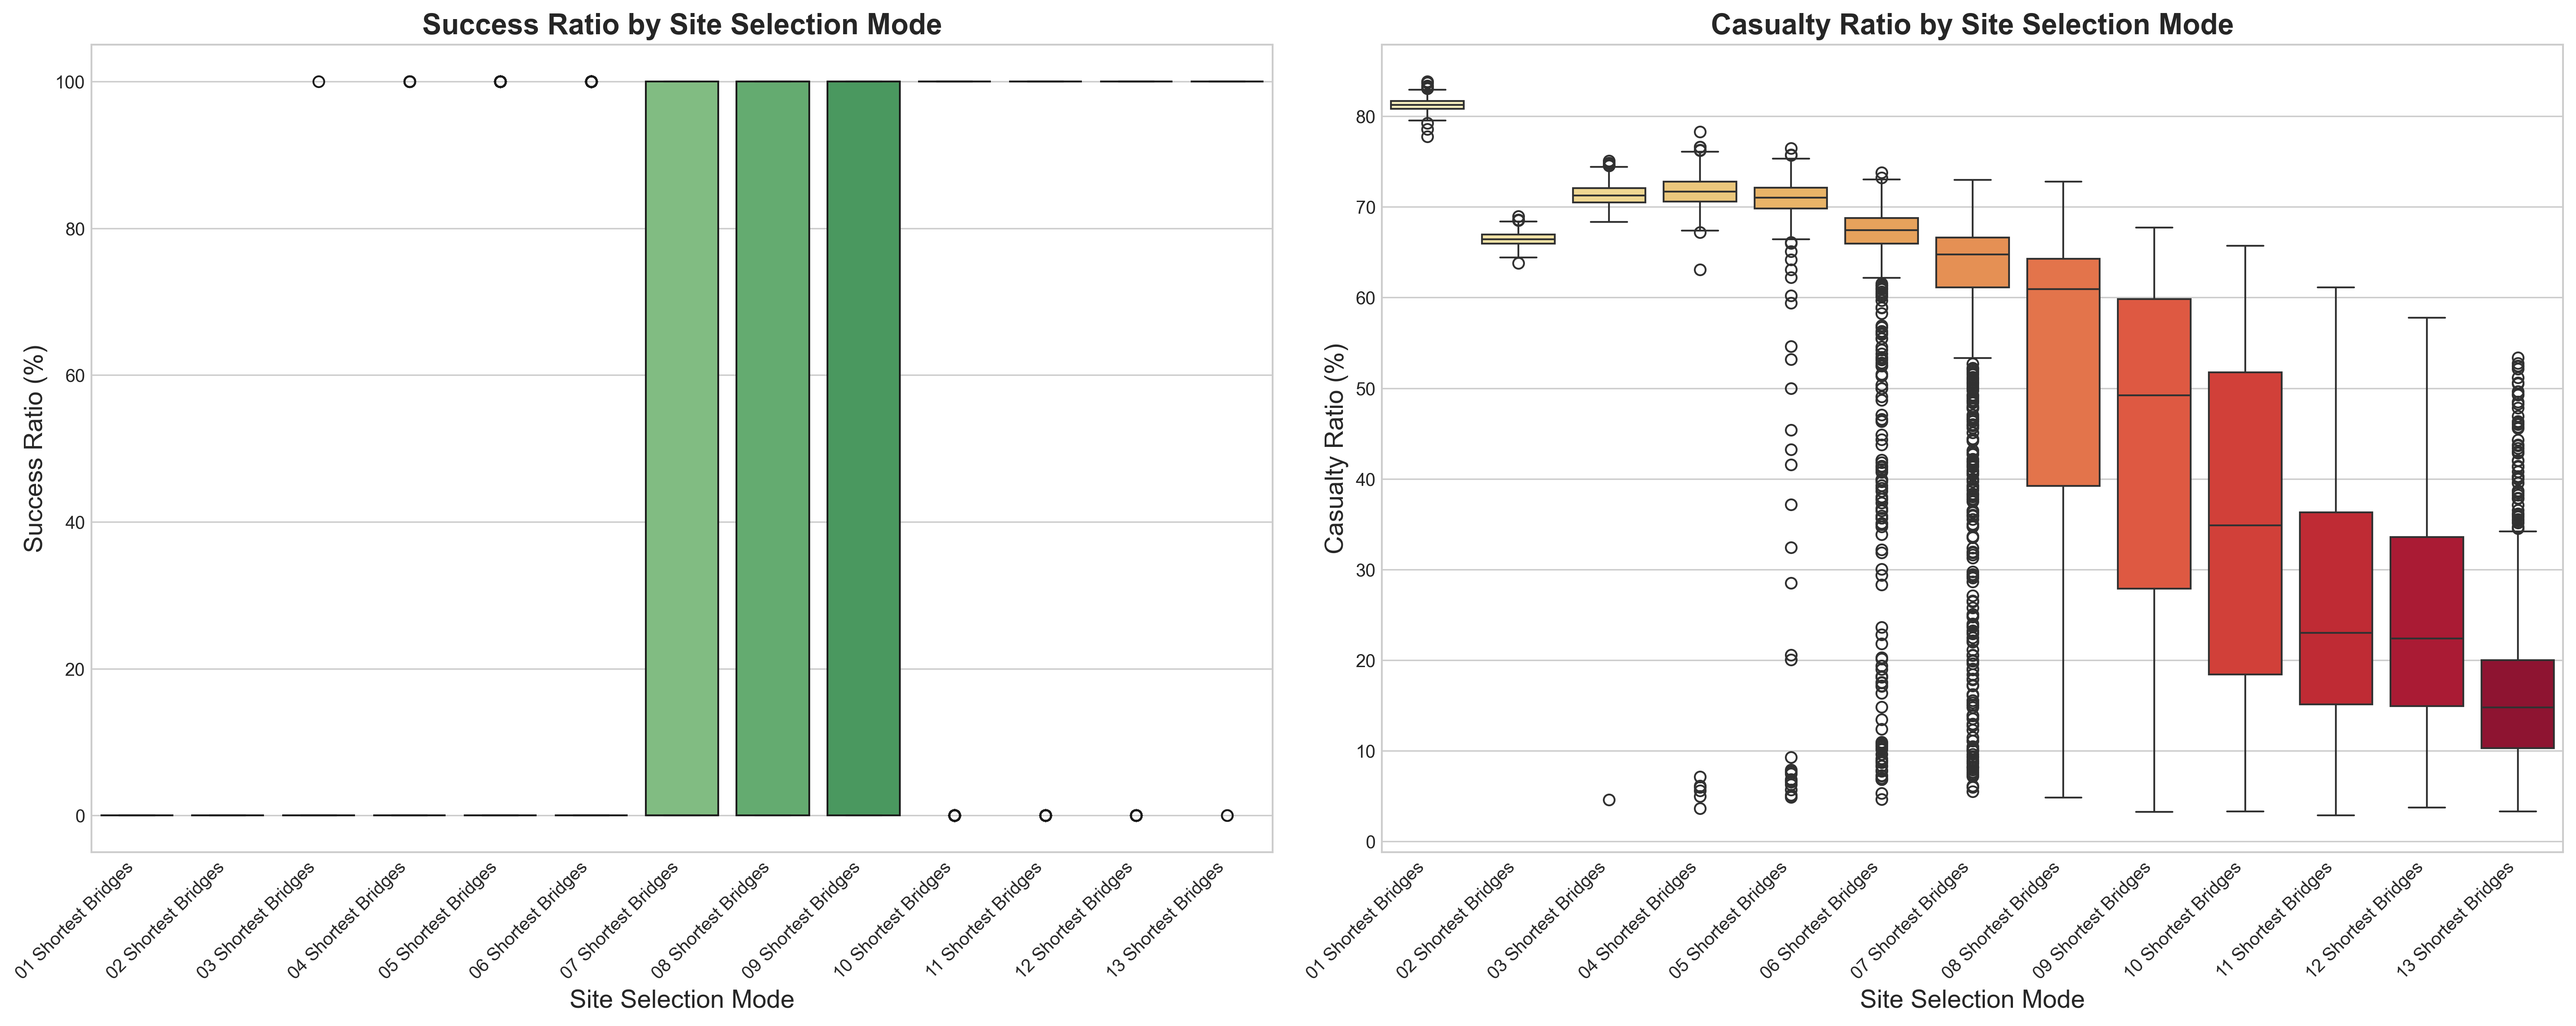 Success Ratio by Site Selection Mode
Success Ratio (%)
100
80
60
40
20
0
01 Shortest Bridges
02 Shortest Bridges
03 Shortest Bridges
04 Shortest Bridges
05 Shortest Bridges
06 Shortest Bridges
07 Shortest Bridges
08 Shortest Bridges
09 Shortest Bridges
10 Shortest Bridges
11 Shortest Bridges
12 Shortest Bridges
13 Shortest Bridges
Site Selection Mode
Casualty Ratio by Site Selection Mode
Casualty Ratio (%)
80
70
60
50
40
30
20
10
0
01 Shortest Bridges
02 Shortest Bridges
03 Shortest Bridges
04 Shortest Bridges
05 Shortest Bridges
06 Shortest Bridges
07 Shortest Bridges
08 Shortest Bridges
09 Shortest Bridges
10 Shortest Bridges
11 Shortest Bridges
12 Shortest Bridges
13 Shortest Bridges
Site Selection Mode